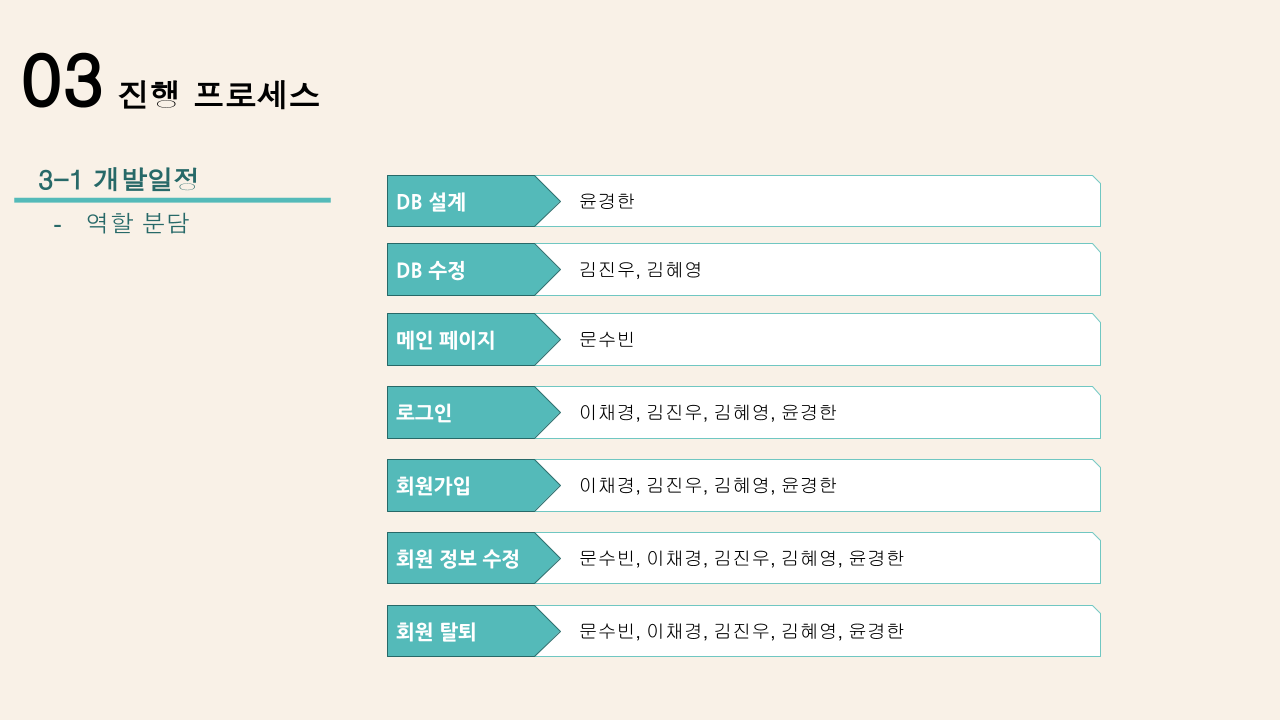 03 진행 프로세스
3-1 개발일정
- 역할 분담
DB 설계 윤경한
DB 수정 김진우, 김혜영
메인 페이지 문수빈
로그인 이채경, 김진우, 김혜영, 윤경한
회원가입 이채경, 김진우, 김혜영, 윤경한
회원 정보 수정 문수빈, 이채경, 김진우, 김혜영, 윤경한
회원 탈퇴 문수빈, 이채경, 김진우, 김혜영, 윤경한